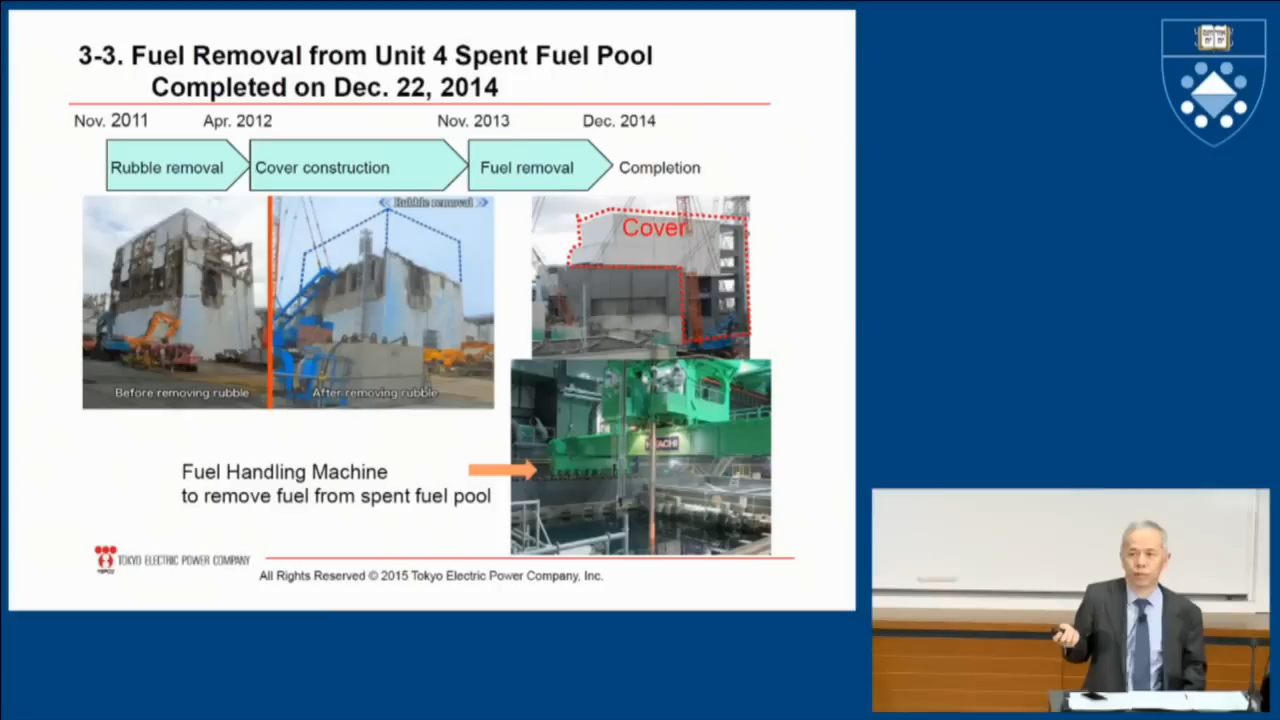 3-3. Fuel Removal from Unit 4 Spent Fuel Pool
Completed on Dec. 22, 2014
Nov. 2011 Apr. 2012 Nov. 2013 Dec. 2014
Rubble removal Cover construction Fuel removal Completion
Rubble removal
Cover
Before removing rubble After removing rubble
HITACHI
Fuel Handling Machine
to remove fuel from spent fuel pool
TOKYO ELECTRIC POWER COMPANY
TEPCO
All Rights Reserved © 2015 Tokyo Electric Power Company, Inc.